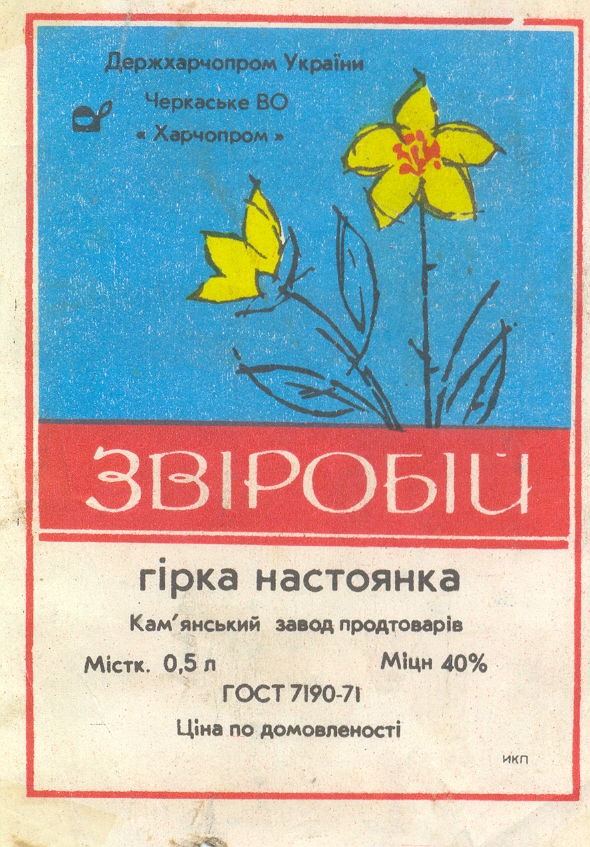 Держхарчопром України
Черкаське ВО
« Харчопром »
ЗВІРОБІЙ
гірка настоянка
Кам'янський завод продтоварів
Містк. 0,5 л Міцн 40%
ГОСТ 7190-71
Ціна по домовленості
ИКП